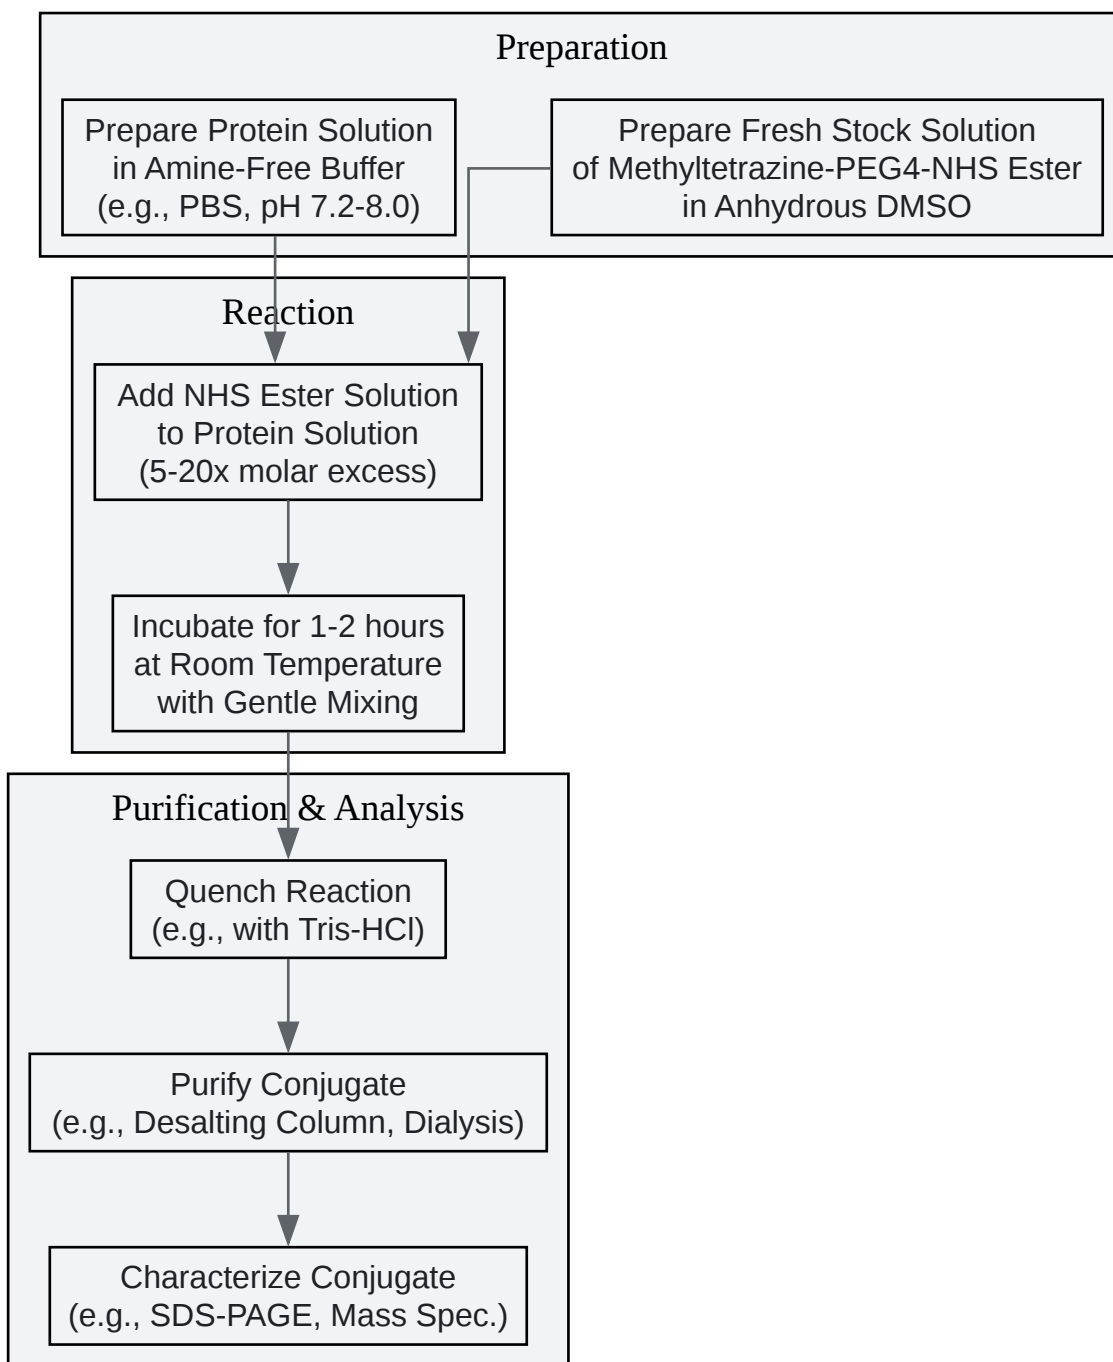 Preparation
Prepare Protein Solution
in Amine-Free Buffer
(e.g., PBS, pH 7.2-8.0)
Prepare Fresh Stock Solution
of Methyltetrazine-PEG4-NHS Ester
in Anhydrous DMSO
Reaction
Add NHS Ester Solution
to Protein Solution
(5-20x molar excess)
Incubate for 1-2 hours
at Room Temperature
with Gentle Mixing
Purification & Analysis
Quench Reaction
(e.g., with Tris-HCl)
Purify Conjugate
(e.g., Desalting Column, Dialysis)
Characterize Conjugate
(e.g., SDS-PAGE, Mass Spec.)